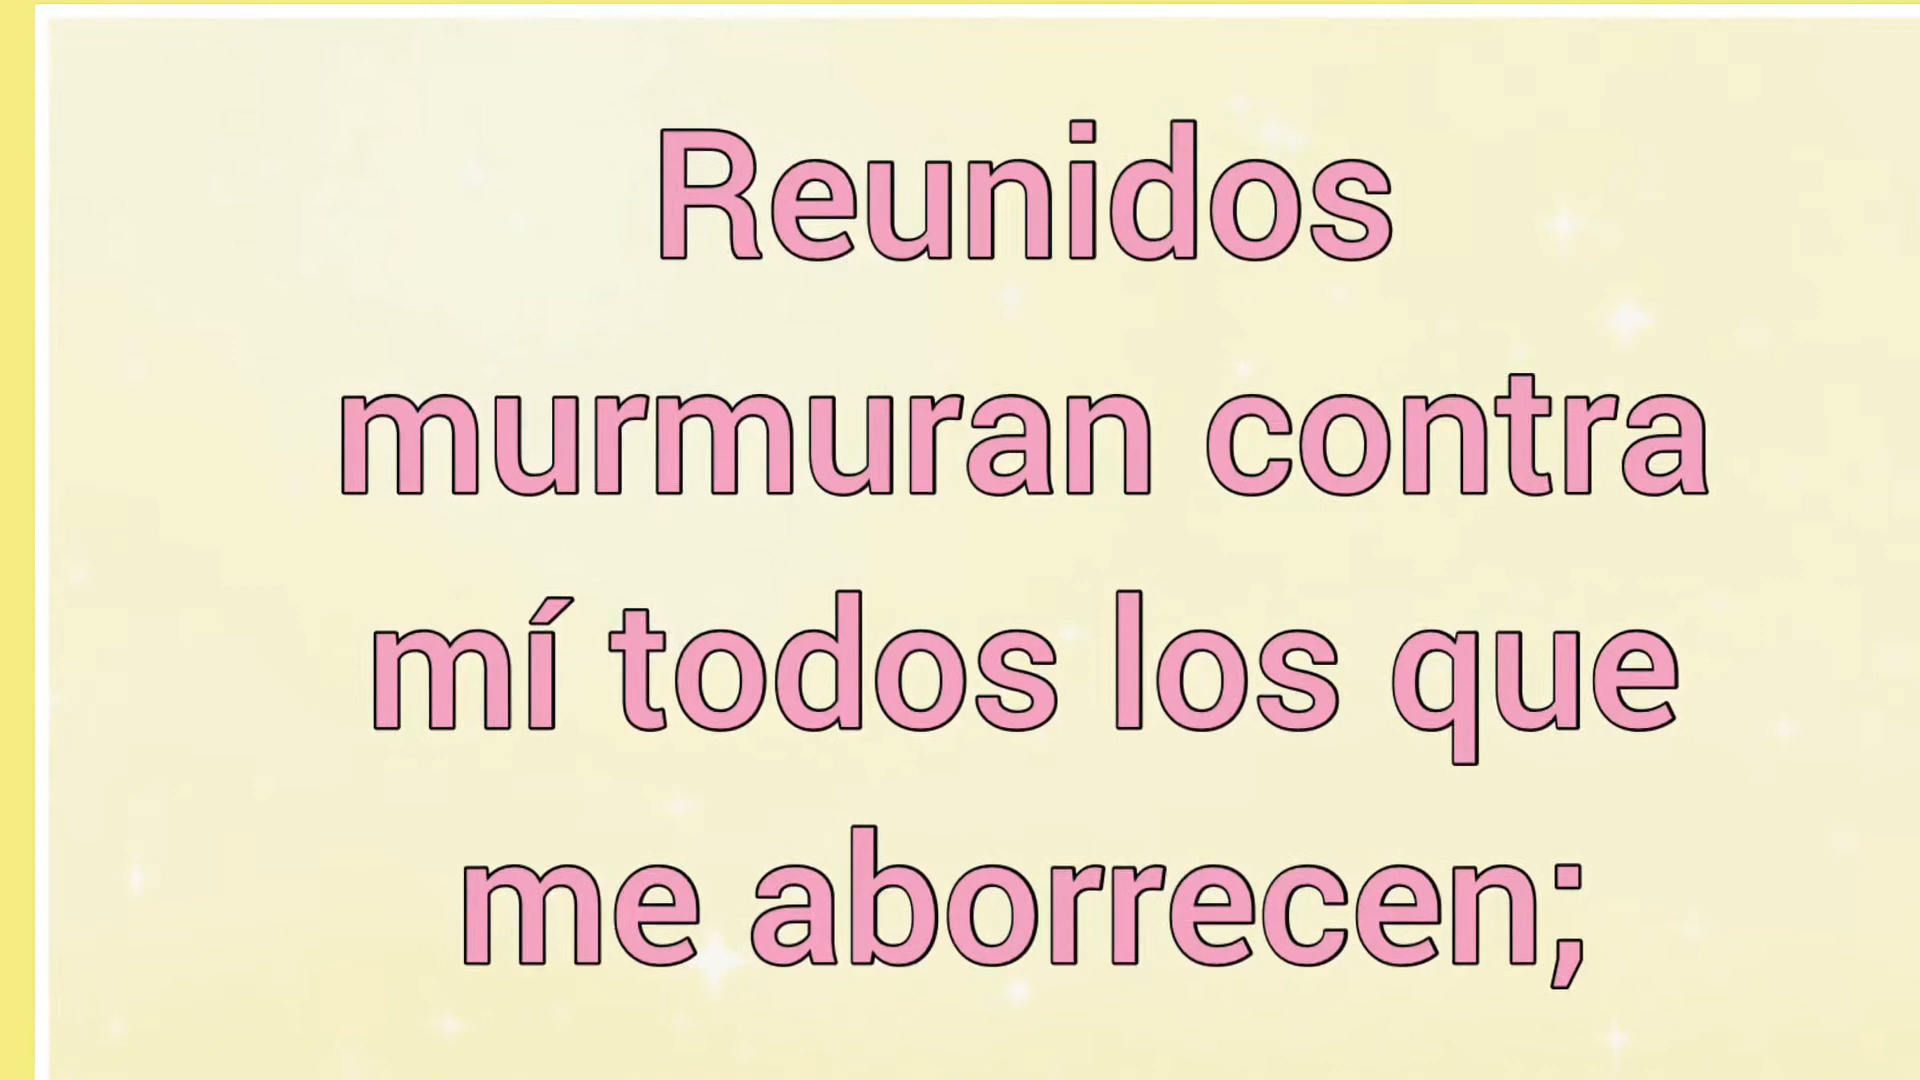 Reunidos
murmuran contra
mí todos los que
me aborrecen;